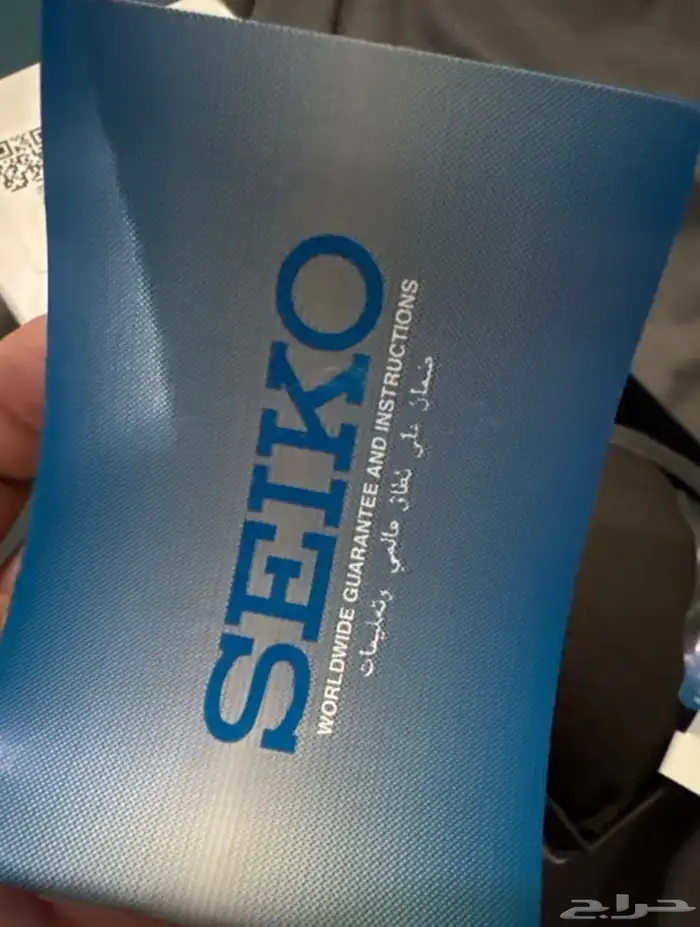 SEIKO
WORLDWIDE GUARANTEE AND INSTRUCTIONS
ضمان على نطاق عالمي وتعليمات
حراج